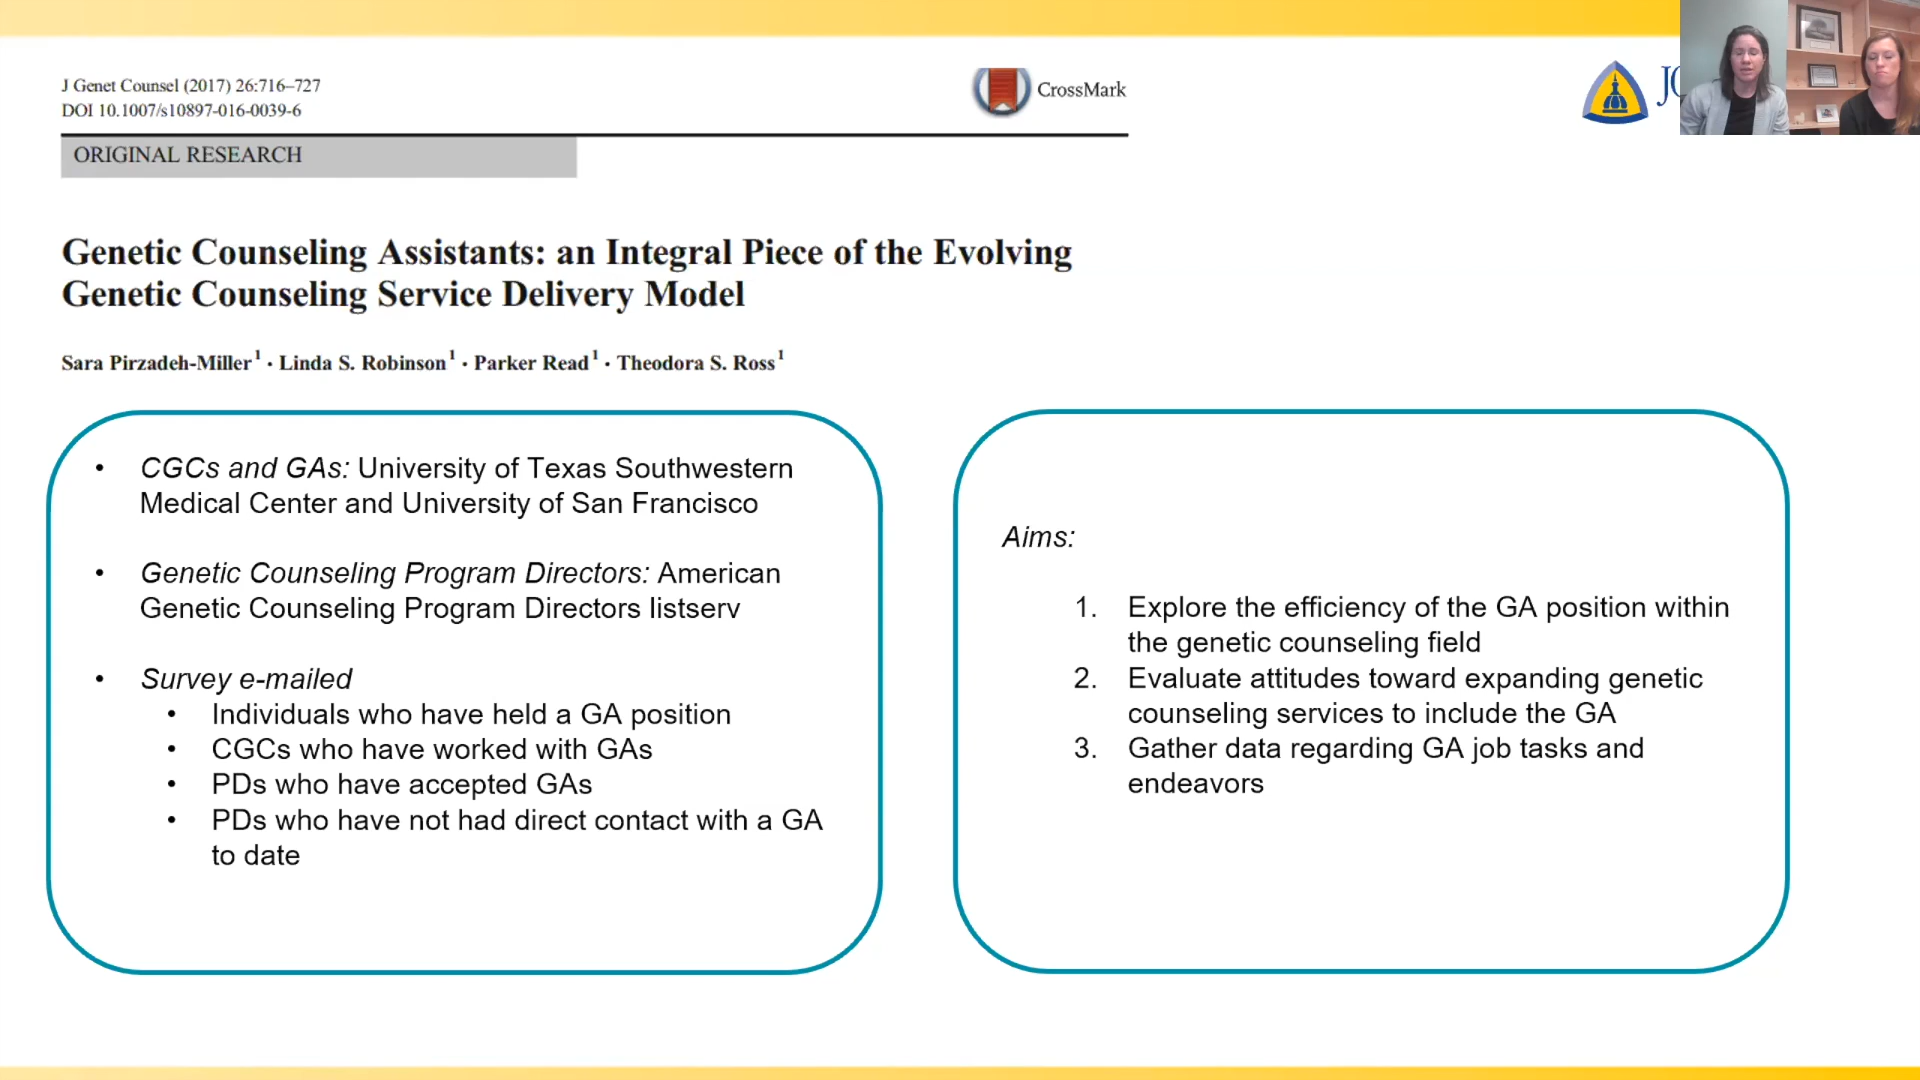 J Genet Counsel (2017) 26:716–727
DOI 10.1007/s10897-016-0039-6
CrossMark
JO
ORIGINAL RESEARCH
Genetic Counseling Assistants: an Integral Piece of the Evolving
Genetic Counseling Service Delivery Model
Sara Pirzadeh-Miller1 · Linda S. Robinson1 · Parker Read1 · Theodora S. Ross1
• CGCs and GAs: University of Texas Southwestern
Medical Center and University of San Francisco
• Genetic Counseling Program Directors: American
Genetic Counseling Program Directors listserv
• Survey e-mailed
• Individuals who have held a GA position
• CGCs who have worked with GAs
• PDs who have accepted GAs
• PDs who have not had direct contact with a GA
to date
Aims:
1. Explore the efficiency of the GA position within
the genetic counseling field
2. Evaluate attitudes toward expanding genetic
counseling services to include the GA
3. Gather data regarding GA job tasks and
endeavors